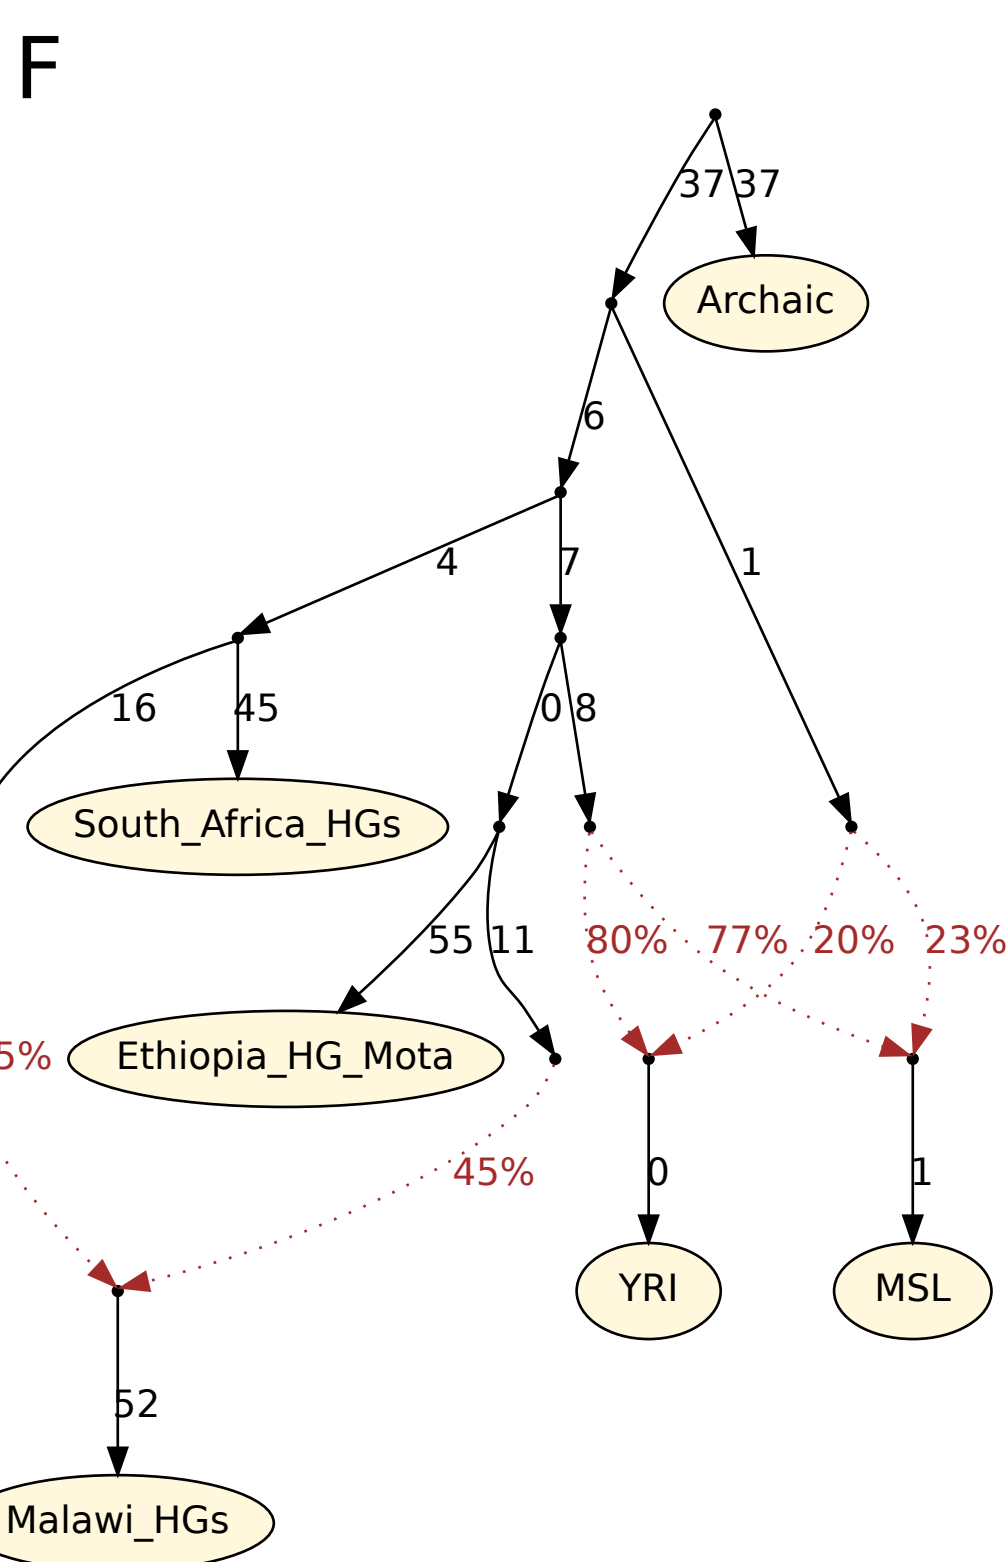 F
37 37
Archaic
6
4 7 1
16 45 0 8
South_Africa_HGs
55 11 80% 77% 20% 23%
5% Ethiopia_HG_Mota
45% 0 1
YRI MSL
52
Malawi_HGs